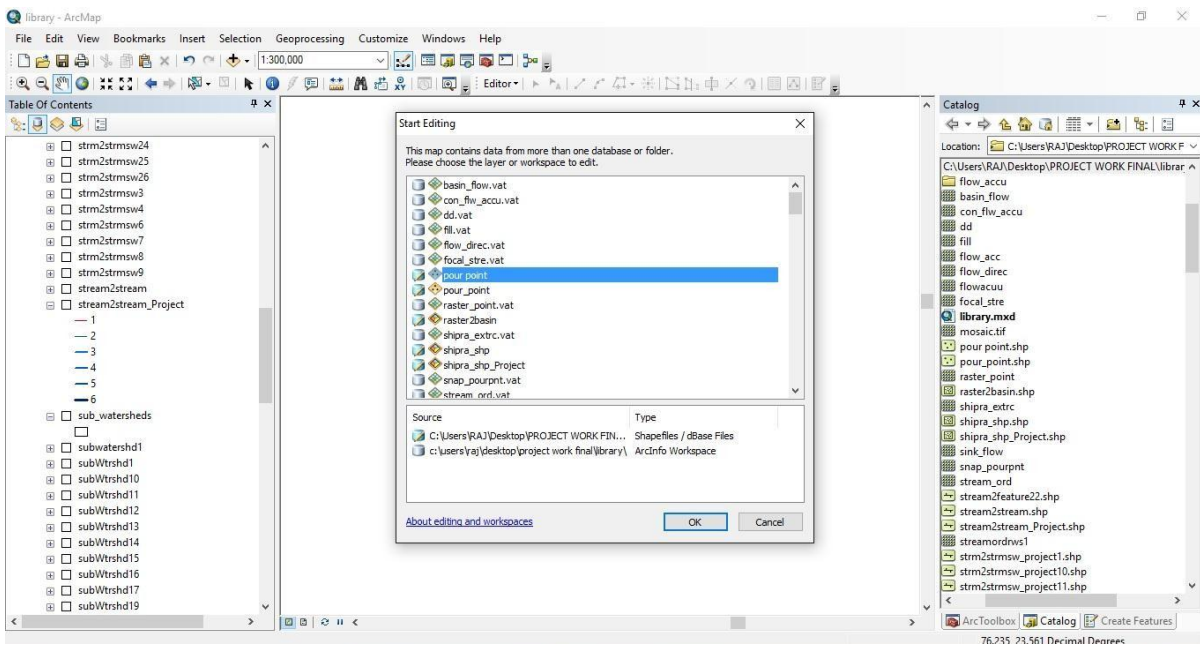 library - ArcMap
File Edit View Bookmarks Insert Selection Geoprocessing Customize Windows Help
1:300,000
Editor
Table Of Contents
strm2strmsw24
strm2strmsw25
strm2strmsw26
strm2strmsw3
strm2strmsw4
strm2strmsw6
strm2strmsw7
strm2strmsw8
strm2strmsw9
stream2stream
stream2stream_Project
1
2
3
4
5
6
sub_watersheds
subwatershd1
subWtrshd1
subWtrshd10
subWtrshd11
subWtrshd12
subWtrshd13
subWtrshd14
subWtrshd15
subWtrshd16
subWtrshd17
subWtrshd19
Start Editing
This map contains data from more than one database or folder.
Please choose the layer or workspace to edit.
basin_flow.vat
con_flw_accu.vat
dd.vat
fill.vat
flow_direc.vat
focal_stre.vat
pour point
pour_point
raster_point.vat
raster2basin
shipra_extrc.vat
shipra_shp
shipra_shp_Project
snap_pourpnt.vat
stream_ord.vat
Source Type
C:\Users\RAJ\Desktop\PROJECT WORK FIN... Shapefiles / dBase Files
c:\users\raj\desktop\project work final\library\ ArcInfo Workspace
About editing and workspaces
OK Cancel
Catalog
Location: C:\Users\RAJ\Desktop\PROJECT WORK F
C:\Users\RAJ\Desktop\PROJECT WORK FINAL\librar
flow_accu
basin_flow
con_flw_accu
dd
fill
flow_acc
flow_direc
flowacuu
focal_stre
library.mxd
mosaic.tif
pour point.shp
pour_point.shp
raster_point
raster2basin.shp
shipra_extrc
shipra_shp.shp
shipra_shp_Project.shp
sink_flow
snap_pourpnt
stream_ord
stream2feature22.shp
stream2stream.shp
stream2stream_Project.shp
streamordrws1
strm2strmsw_project1.shp
strm2strmsw_project10.shp
strm2strmsw_project11.shp
ArcToolbox Catalog Create Features
76.235 23.561 Decimal Degrees